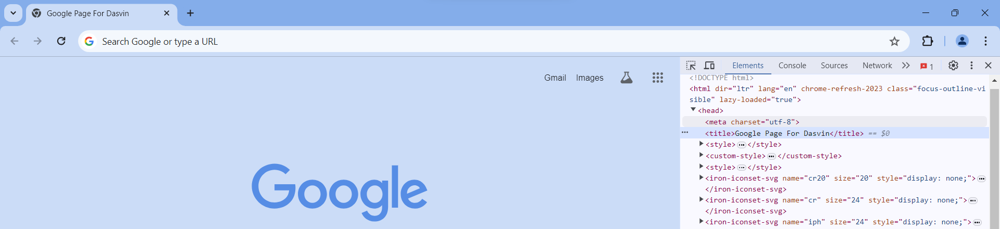 Google Page For Dasvin
Search Google or type a URL
Gmail Images
Google
Elements Console Sources Network 1
<!DOCTYPE html>
<html dir="ltr" lang="en" chrome-refresh-2023 class="focus-outline-vi
sible" lazy-loaded="true">
<head>
<meta charset="utf-8">
<title>Google Page For Dasvin</title> == $0
<style> … </style>
<custom-style> … </custom-style>
<style> … </style>
<iron-iconset-svg name="cr20" size="20" style="display: none;"> …
</iron-iconset-svg>
<iron-iconset-svg name="cr" size="24" style="display: none;"> …
</iron-iconset-svg>
<iron-iconset-svg name="iph" size="24" style="display: none;"> …